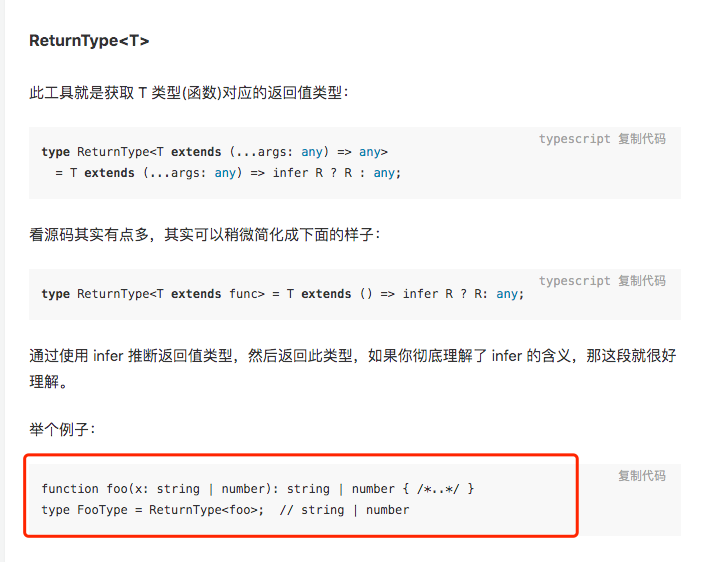 ReturnType<T>
此工具就是获取 T 类型(函数)对应的返回值类型：
typescript 复制代码
type ReturnType<T extends (...args: any) => any>
  = T extends (...args: any) => infer R ? R : any;
看源码其实有点多，其实可以稍微简化成下面的样子：
typescript 复制代码
type ReturnType<T extends func> = T extends () => infer R ? R: any;
通过使用 infer 推断返回值类型，然后返回此类型，如果你彻底理解了 infer 的含义，那这段就很好
理解。
举个例子：
复制代码
function foo(x: string | number): string | number { /*..*/ }
type FooType = ReturnType<foo>;  // string | number